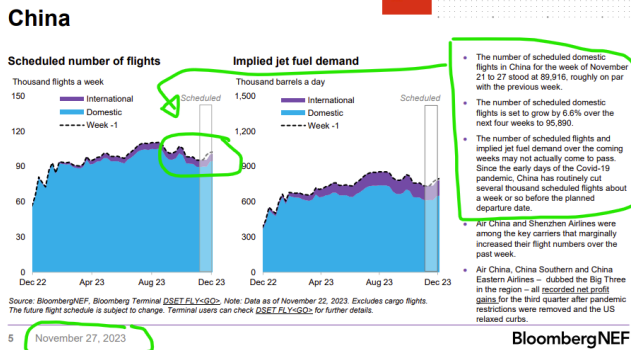 China
Scheduled number of flights
Thousand flights a week
150
120
90
60
30
0
International
Domestic
Week -1
Scheduled
Dec 22
Apr 23
Aug 23
Dec 23
Implied jet fuel demand
Thousand barrels a day
1,500
1,200
900
600
300
0
International
Domestic
Week -1
Scheduled
Dec 22
Apr 23
Aug 23
Dec 23
The number of scheduled domestic
flights in China for the week of November
21 to 27 stood at 89,916, roughly on par
with the previous week.
The number of scheduled domestic
flights is set to grow by 6.6% over the
next four weeks to 95,890.
The number of scheduled flights and
implied jet fuel demand over the coming
weeks may not actually come to pass.
Since the early days of the Covid-19
pandemic, China has routinely cut
several thousand scheduled flights about
a week or so before the planned
departure date.
Air China and Shenzhen Airlines were
among the key carriers that marginally
increased their flight numbers over the
past week.
Air China, China Southern and China
Eastern Airlines – dubbed the Big Three
in the region – all recorded net profit
gains for the third quarter after pandemic
restrictions were removed and the US
relaxed curbs.
Source: BloombergNEF, Bloomberg Terminal DSET FLY<GO>. Note: Data as of November 22, 2023. Excludes cargo flights.
The future flight schedule is subject to change. Terminal users can check DSET FLY<GO> for further details.
5 November 27, 2023
BloombergNEF